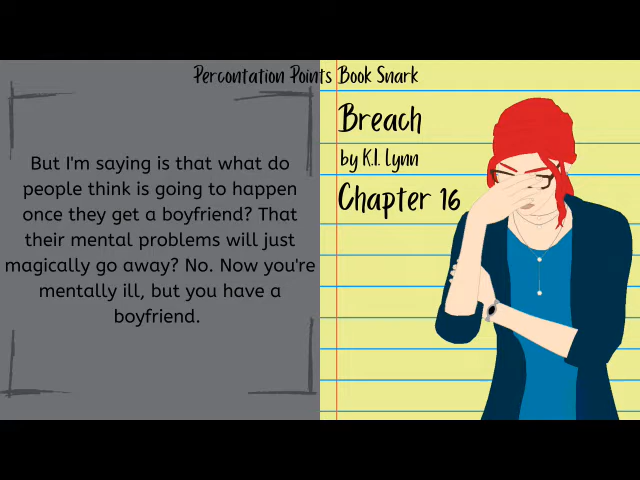 Percontation Points Book Snark
But I'm saying is that what do
people think is going to happen
once they get a boyfriend? That
their mental problems will just
magically go away? No. Now you're
mentally ill, but you have a
boyfriend.
Breach
by K.I. Lynn
Chapter 16